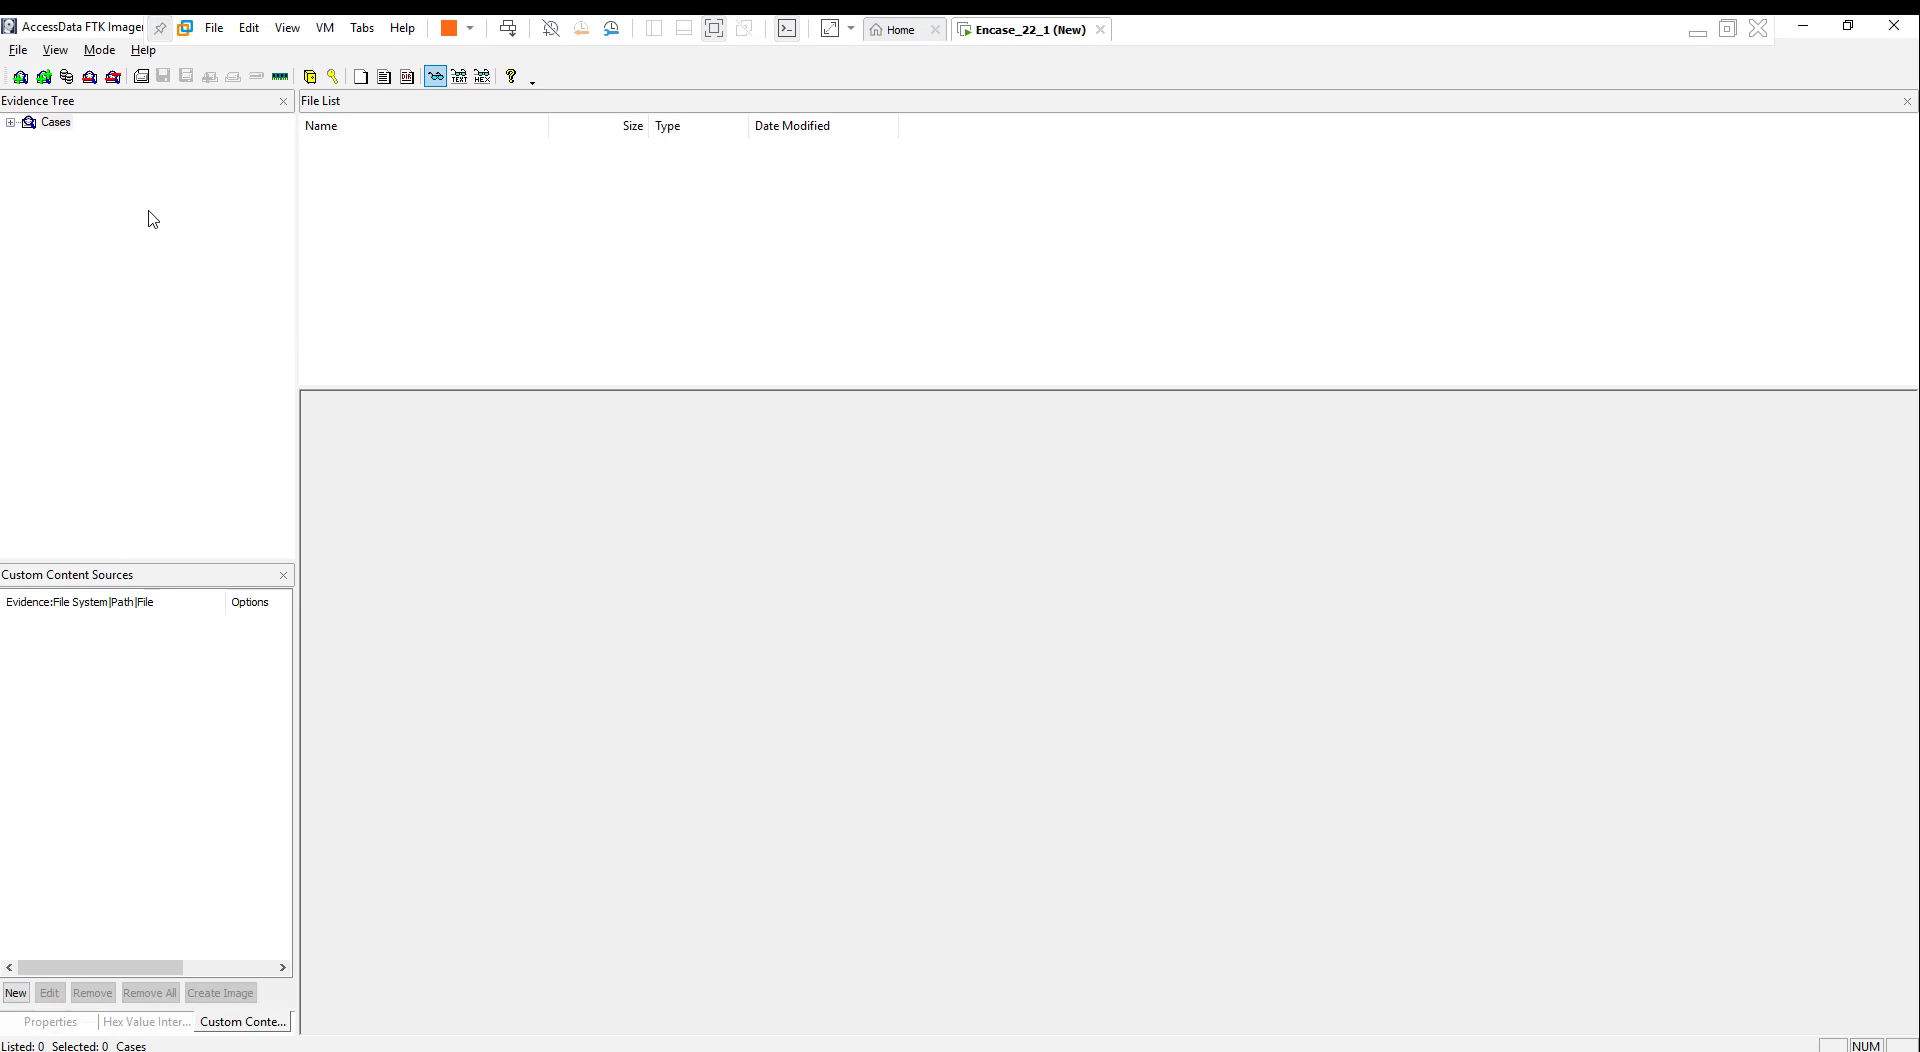 AccessData FTK Imager
File Edit View VM Tabs Help
Home
Encase_22_1 (New)
File View Mode Help
TEXT
HEX
Evidence Tree
File List
Cases
Name Size Type Date Modified
Custom Content Sources
Evidence:File System|Path|File Options
New Edit Remove Remove All Create Image
Properties Hex Value Inter... Custom Conte...
Listed: 0 Selected: 0 Cases
NUM